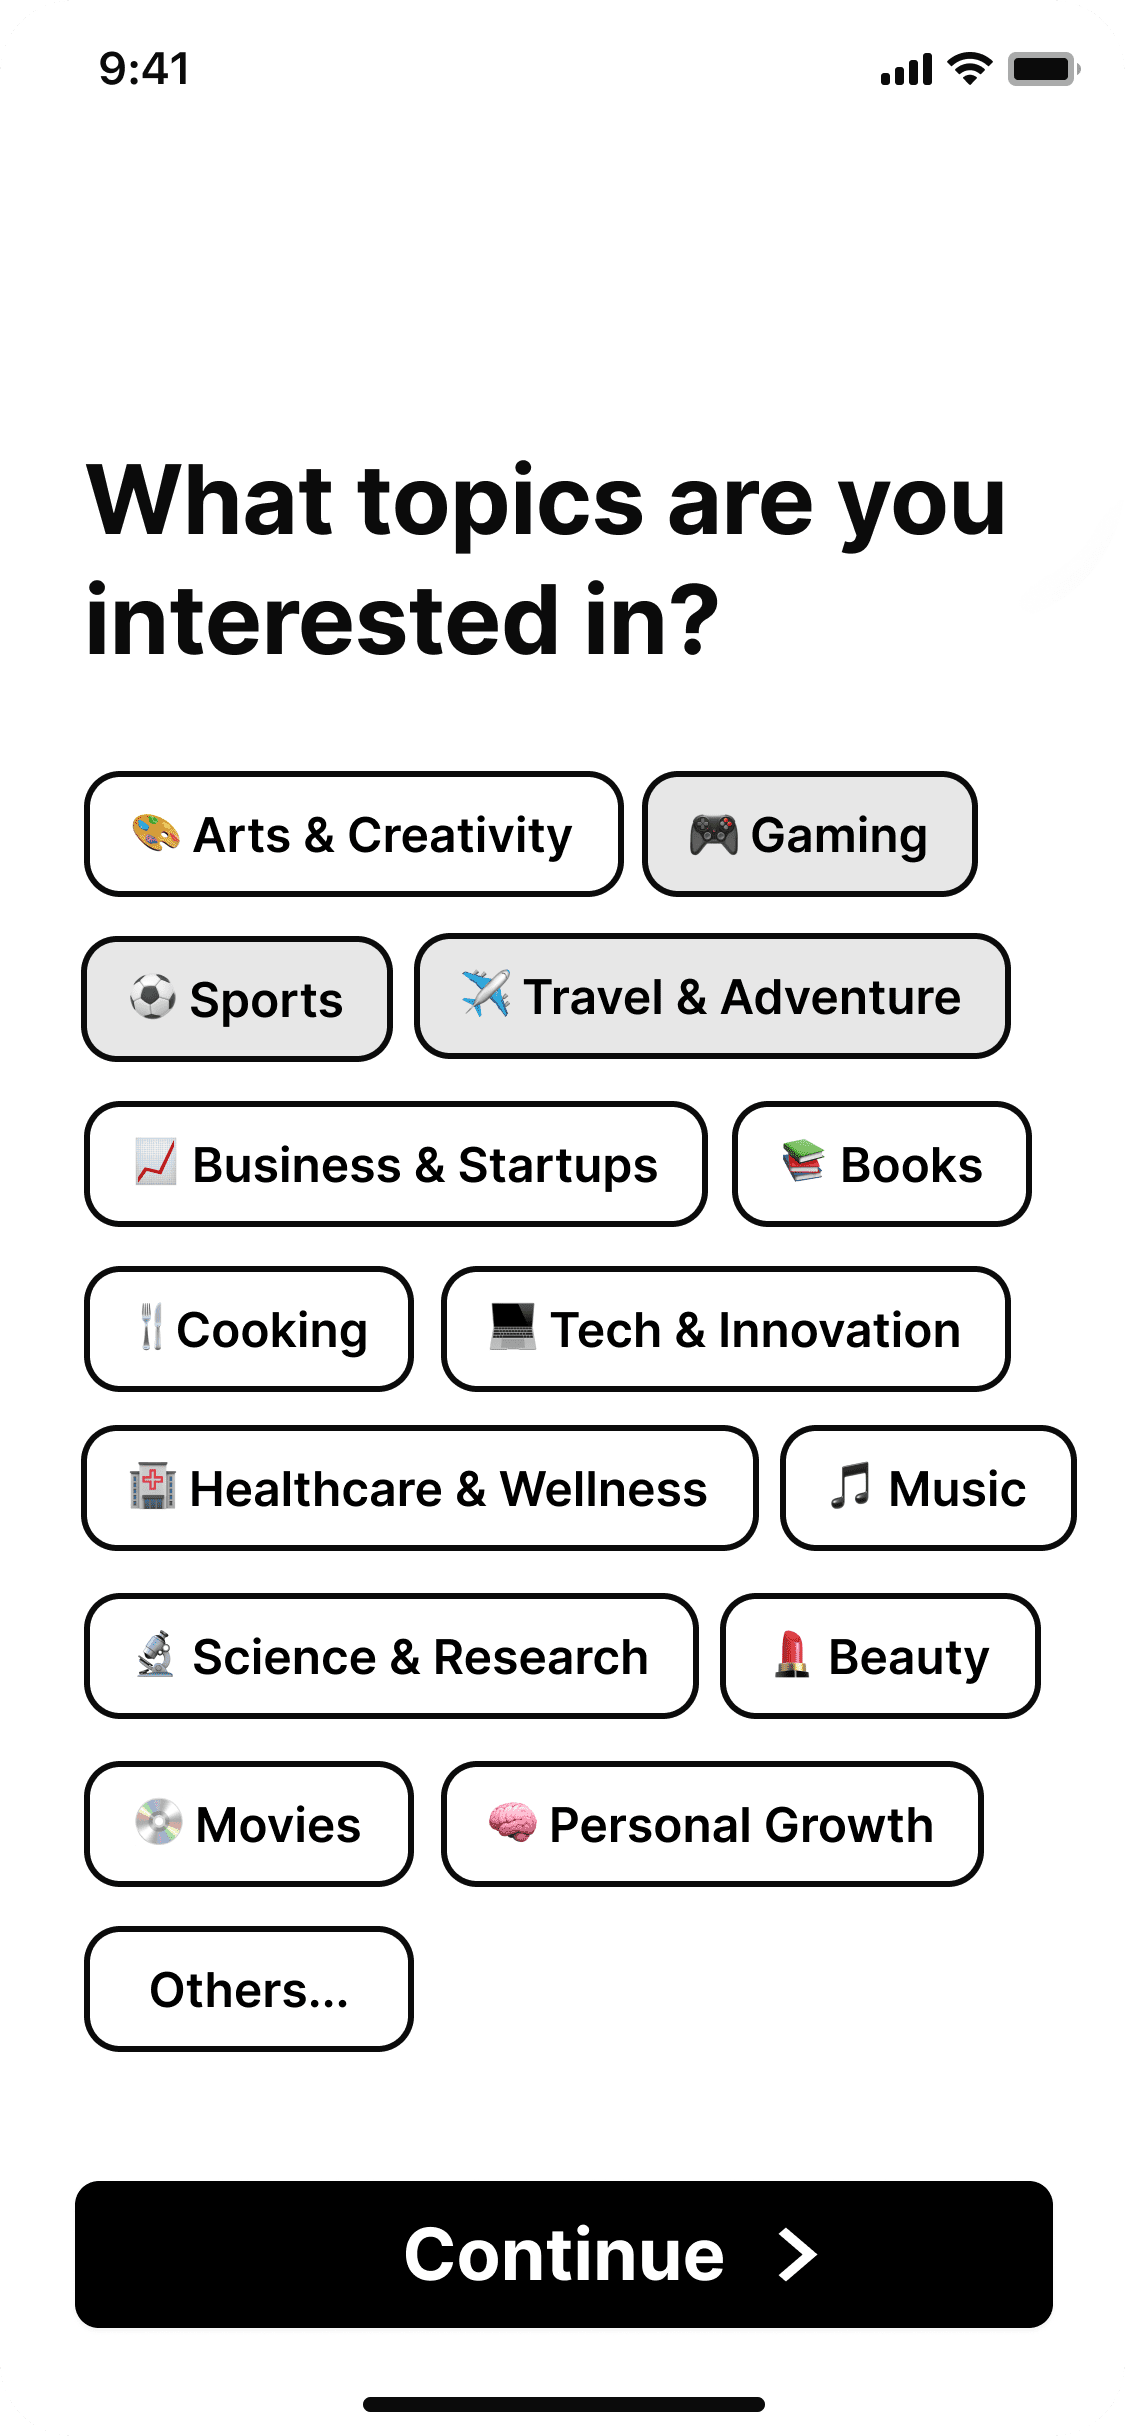 9:41
What topics are you
interested in?
🎨 Arts & Creativity
🎮 Gaming
⚽ Sports
✈️ Travel & Adventure
📈 Business & Startups
📚 Books
🍴 Cooking
💻 Tech & Innovation
🏥 Healthcare & Wellness
🎵 Music
🔬 Science & Research
💄 Beauty
💿 Movies
🧠 Personal Growth
Others...
Continue >